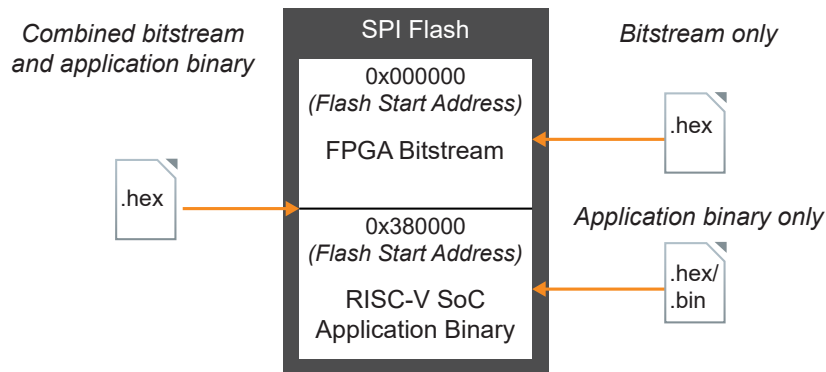 Combined bitstream
and application binary
.hex
SPI Flash
0x000000
(Flash Start Address)
FPGA Bitstream
0x380000
(Flash Start Address)
RISC-V SoC
Application Binary
Bitstream only
.hex
Application binary only
.hex/
.bin